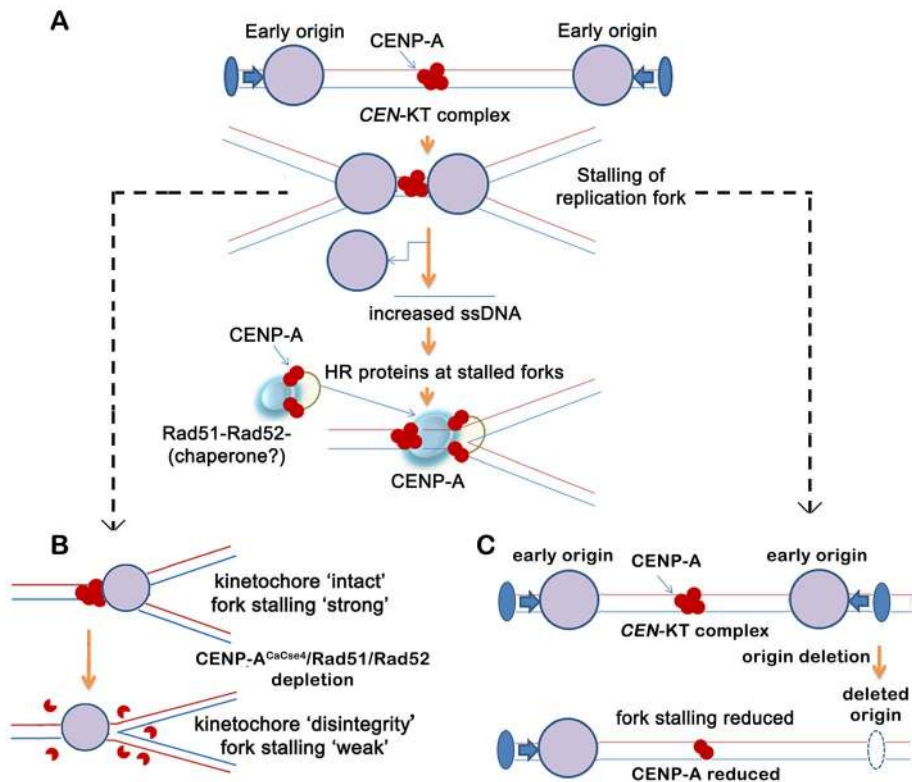 A
Early origin
CENP-A
Early origin
CEN-KT complex
Stalling of
replication fork
increased ssDNA
CENP-A
HR proteins at stalled forks
Rad51-Rad52-
(chaperone?)
CENP-A
B
kinetochore ‘intact’
fork stalling ‘strong’
CENP-A^CaCse4/Rad51/Rad52
depletion
kinetochore ‘disintegrity’
fork stalling ‘weak’
C
early origin
CENP-A
early origin
CEN-KT complex
origin deletion
deleted
origin
fork stalling reduced
CENP-A reduced